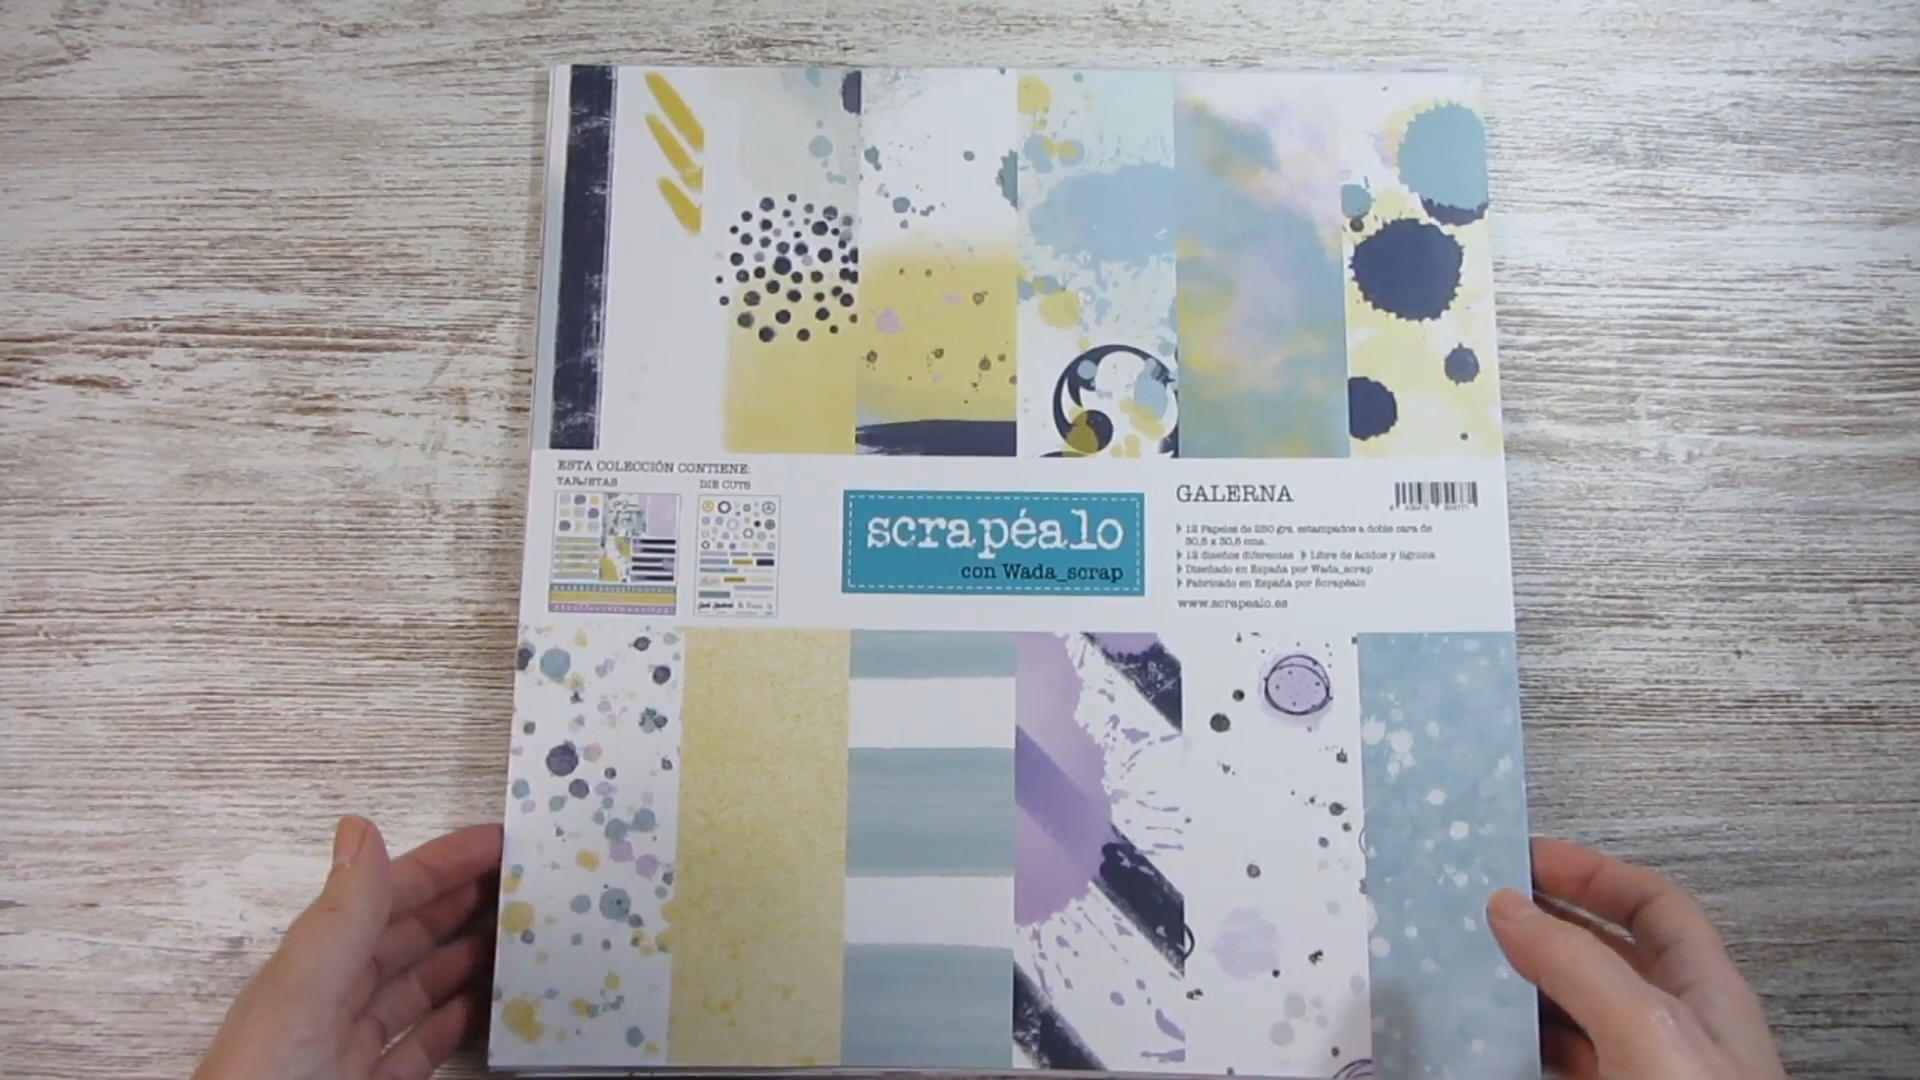 ESTA COLECCIÓN CONTIENE:
TARJETAS
DIE CUTS
scrapéalo
con Wada_scrap
GALERNA
12 Papeles de 250 grs. estampados a doble cara de
30,5 x 30,5 cms.
12 diseños diferentes Libre de ácidos y lignina
Diseñado en España por Wada_scrap
Fabricado en España por Scrapéalo
www.scrapealo.es